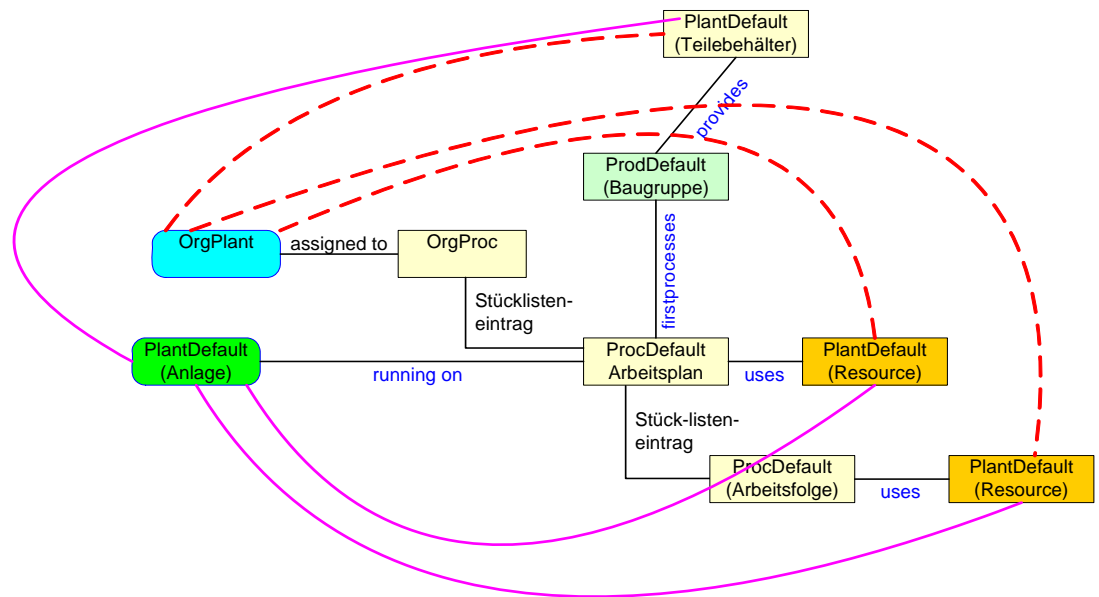 PlantDefault
(Teilebehälter)
provides
ProdDefault
(Baugruppe)
OrgPlant
assigned to
OrgProc
firstprocesses
Stücklisten-
eintrag
PlantDefault
(Anlage)
running on
ProcDefault
Arbeitsplan
uses
PlantDefault
(Resource)
Stück-listen-
eintrag
ProcDefault
(Arbeitsfolge)
uses
PlantDefault
(Resource)